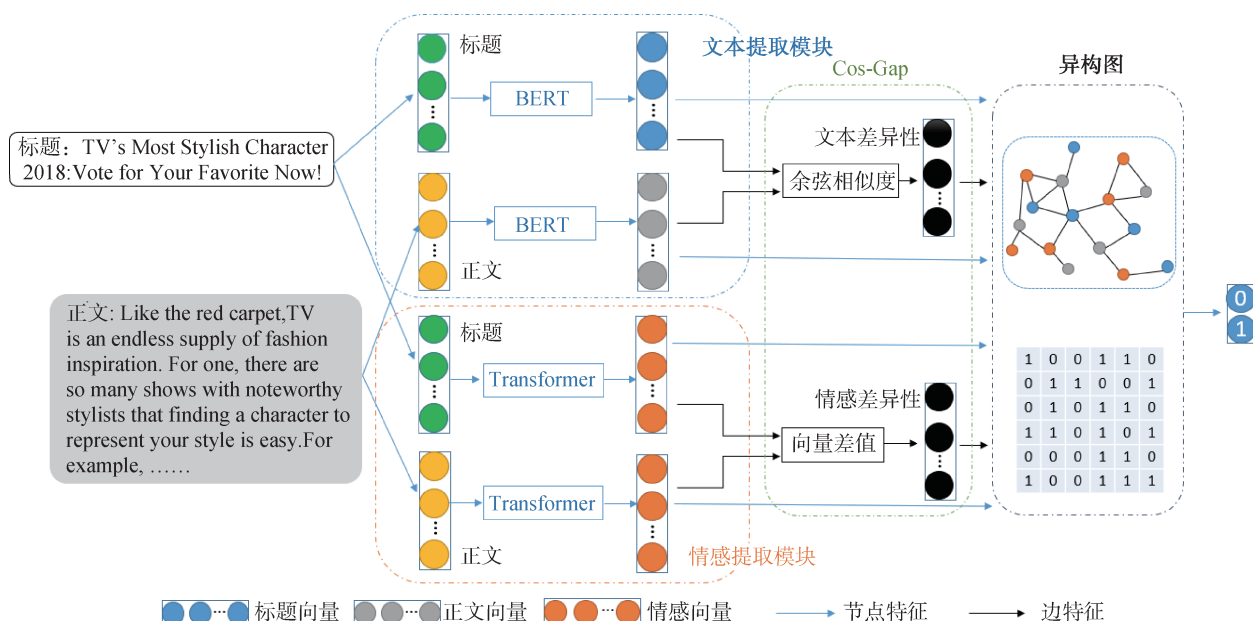 标题
文本提取模块
BERT
Cos-Gap
异构图
标题：TV's Most Stylish Character
2018:Vote for Your Favorite Now!
文本差异性
余弦相似度
BERT
正文
正文: Like the red carpet,TV
is an endless supply of fashion
inspiration. For one, there are
so many shows with noteworthy
stylists that finding a character to
represent your style is easy.For
example, ……
标题
Transformer
情感差异性
向量差值
Transformer
正文
情感提取模块
1 0 0 1 1 0
0 1 1 0 0 1
0 1 0 1 1 0
1 1 0 1 0 1
0 0 0 1 1 0
1 0 0 1 1 1
0
1
标题向量
正文向量
情感向量
节点特征
边特征